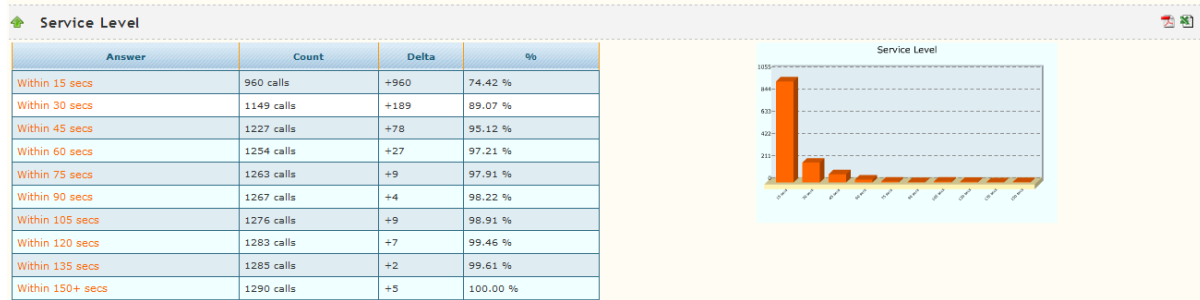 Service Level
Answer Count Delta %
Within 15 secs 960 calls +960 74.42 %
Within 30 secs 1149 calls +189 89.07 %
Within 45 secs 1227 calls +78 95.12 %
Within 60 secs 1254 calls +27 97.21 %
Within 75 secs 1263 calls +9 97.91 %
Within 90 secs 1267 calls +4 98.22 %
Within 105 secs 1276 calls +9 98.91 %
Within 120 secs 1283 calls +7 99.46 %
Within 135 secs 1285 calls +2 99.61 %
Within 150+ secs 1290 calls +5 100.00 %
Service Level
1055
844
633
422
211
0